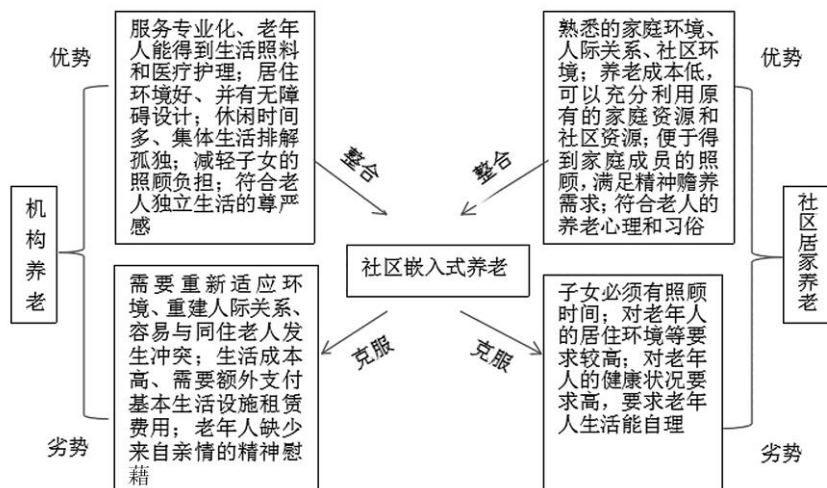 优势
服务专业化、老年
人能得到生活照料
和医疗护理；居住
环境好、并有无障
碍设计；休闲时间
多、集体生活排解
孤独；减轻子女的
照顾负担；符合老
人独立生活的尊严
感
机构养老
需要重新适应环
境、重建人际关系、
容易与同住老人发
生冲突；生活成本
高、需要额外支付
基本生活设施租赁
费用；老年人缺少
来自亲情的精神慰
藉
劣势
整合
整合
社区嵌入式养老
克服
克服
熟悉的家庭环境、
人际关系、社区环
境；养老成本低，
可以充分利用原
有的家庭资源和
社区资源；便于得
到家庭成员的照
顾，满足精神赡养
需求；符合老人的
养老心理和习俗
优势
社区居家养老
子女必须有照顾
时间；对老年人
的居住环境等要
求较高；对老年
人的健康状况要
求高，要求老年
人生活能自理
劣势